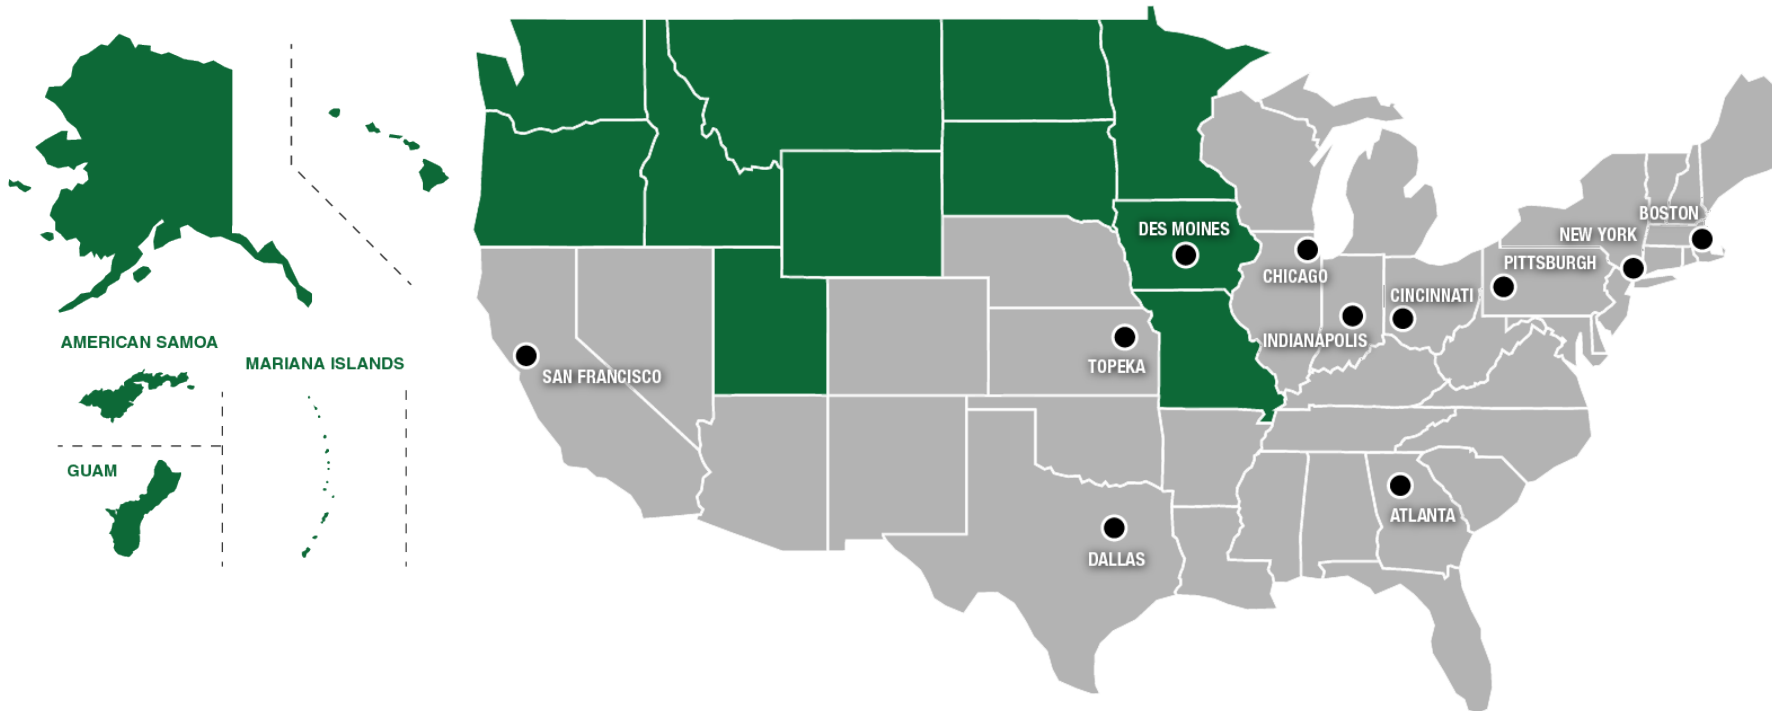 AMERICAN SAMOA
MARIANA ISLANDS
GUAM
DES MOINES
CHICAGO
INDIANAPOLIS
CINCINNATI
PITTSBURGH
NEW YORK
BOSTON
SAN FRANCISCO
TOPEKA
DALLAS
ATLANTA